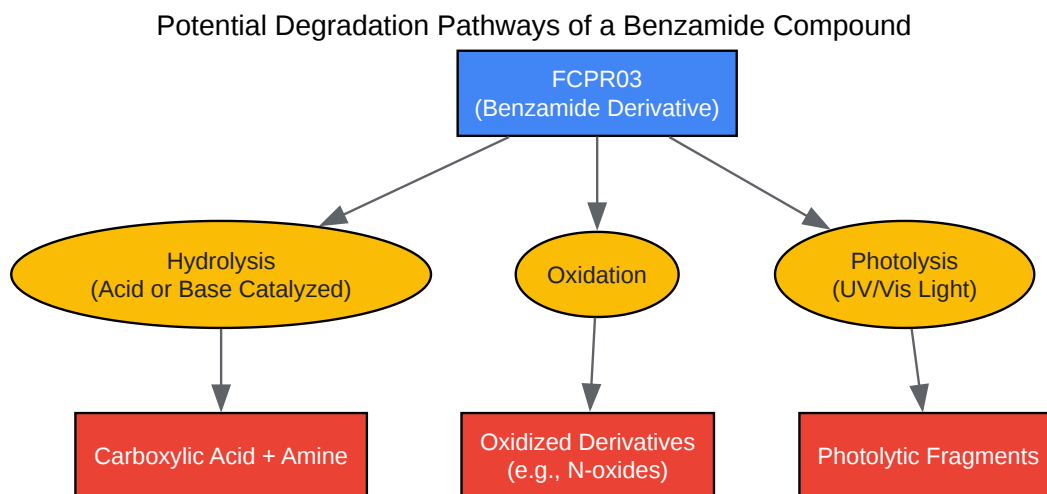 Potential Degradation Pathways of a Benzamide Compound
FCPR03
(Benzamide Derivative)
Hydrolysis
(Acid or Base Catalyzed)
Oxidation
Photolysis
(UV/Vis Light)
Carboxylic Acid + Amine
Oxidized Derivatives
(e.g., N-oxides)
Photolytic Fragments